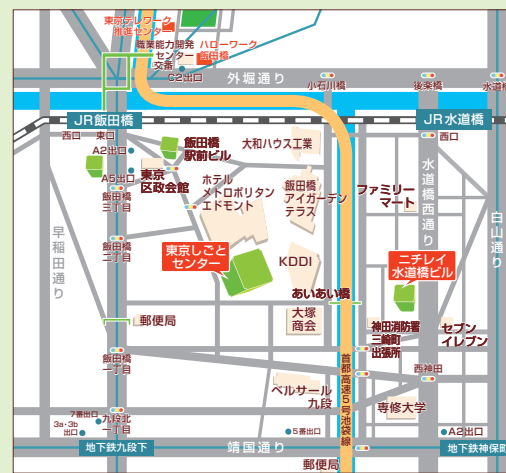 東京テレワーク
推進センター
職業能力開発
センター
ハローワーク
飯田橋
交番
C2出口
外堀通り
小石川橋
後楽橋
水道橋
JR飯田橋
JR水道橋
西口
東口
西口
A2出口
飯田橋
駅前ビル
大和ハウス工業
A5出口
東京
区政会館
ホテル
メトロポリタン
エドモント
飯田橋
アイガーデン
テラス
ファミリー
マート
水道橋西通り
白山通り
飯田橋
三丁目
早稲田通り
飯田橋
二丁目
東京しごと
センター
KDDI
ニチレイ
水道橋ビル
あいあい橋
郵便局
大塚
商会
神田消防署
三崎町
出張所
セブン
イレブン
飯田橋
一丁目
首都高速5号池袋線
西神田
ベルサール
九段
専修大学
7番出口
3a・3b
出口
九段北
一丁目
5番出口
A2出口
地下鉄九段下
靖国通り
地下鉄神保町
郵便局